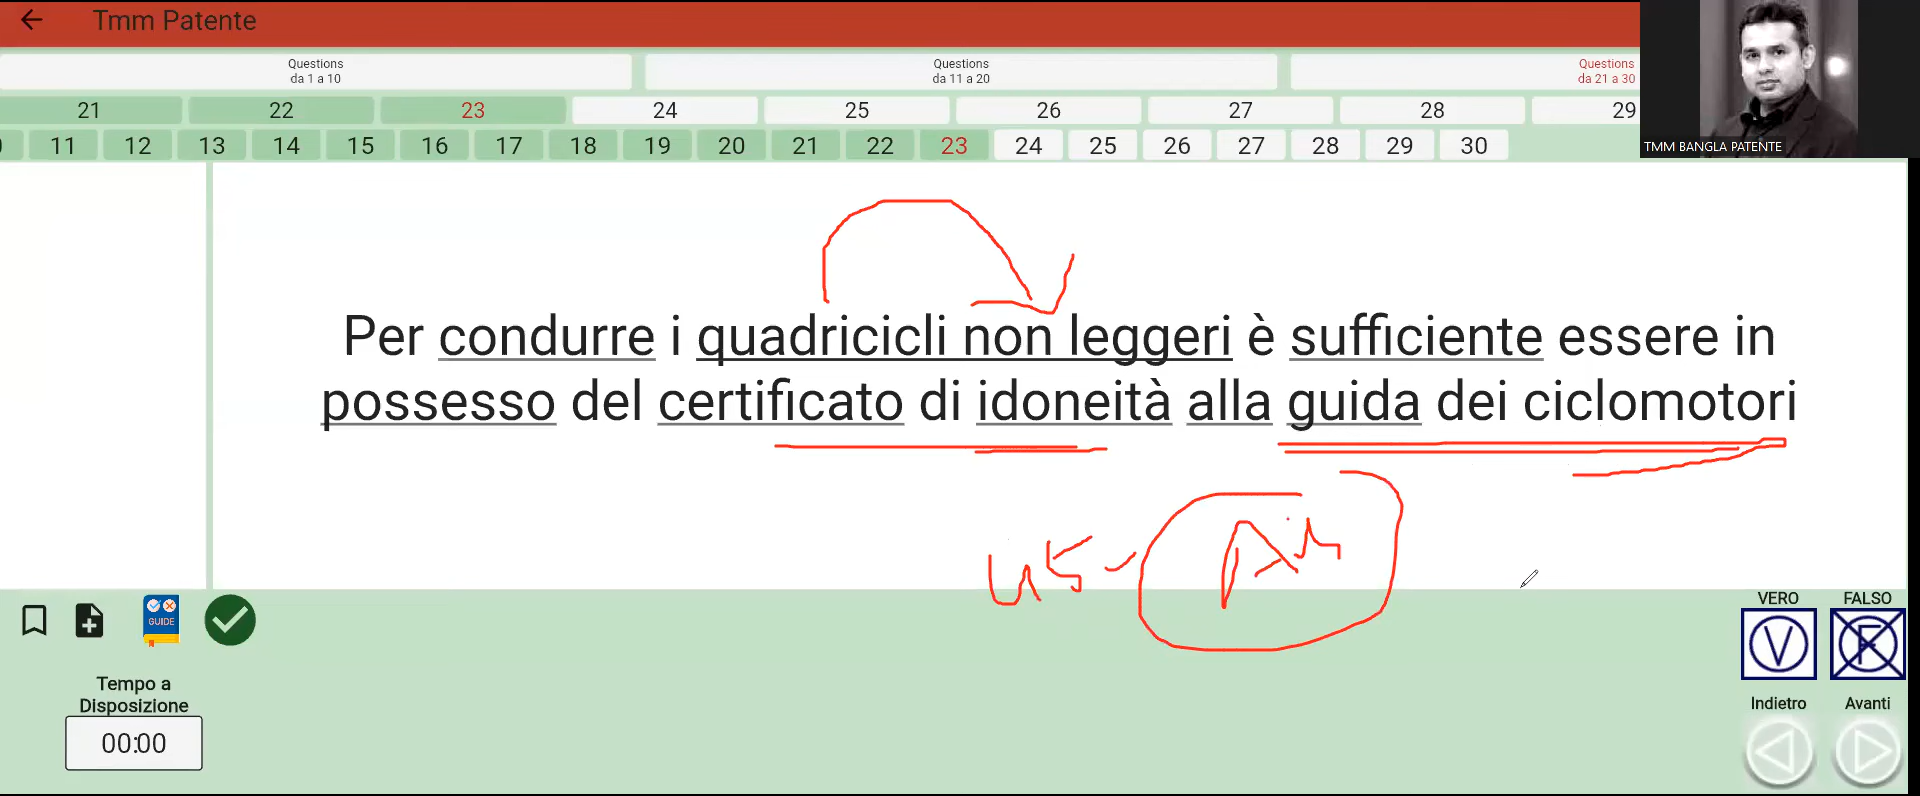 Tmm Patente
Questions
da 1 a 10
Questions
da 11 a 20
Questions
da 21 a 30
21 22 23 24 25 26 27 28 29
11 12 13 14 15 16 17 18 19 20 21 22 23 24 25 26 27 28 29 30
TMM BANGLA PATENTE
Per condurre i quadricicli non leggeri è sufficiente essere in
possesso del certificato di idoneità alla guida dei ciclomotori
45
GUIDE
VERO FALSO
V F
Tempo a
Disposizione
00:00
Indietro Avanti